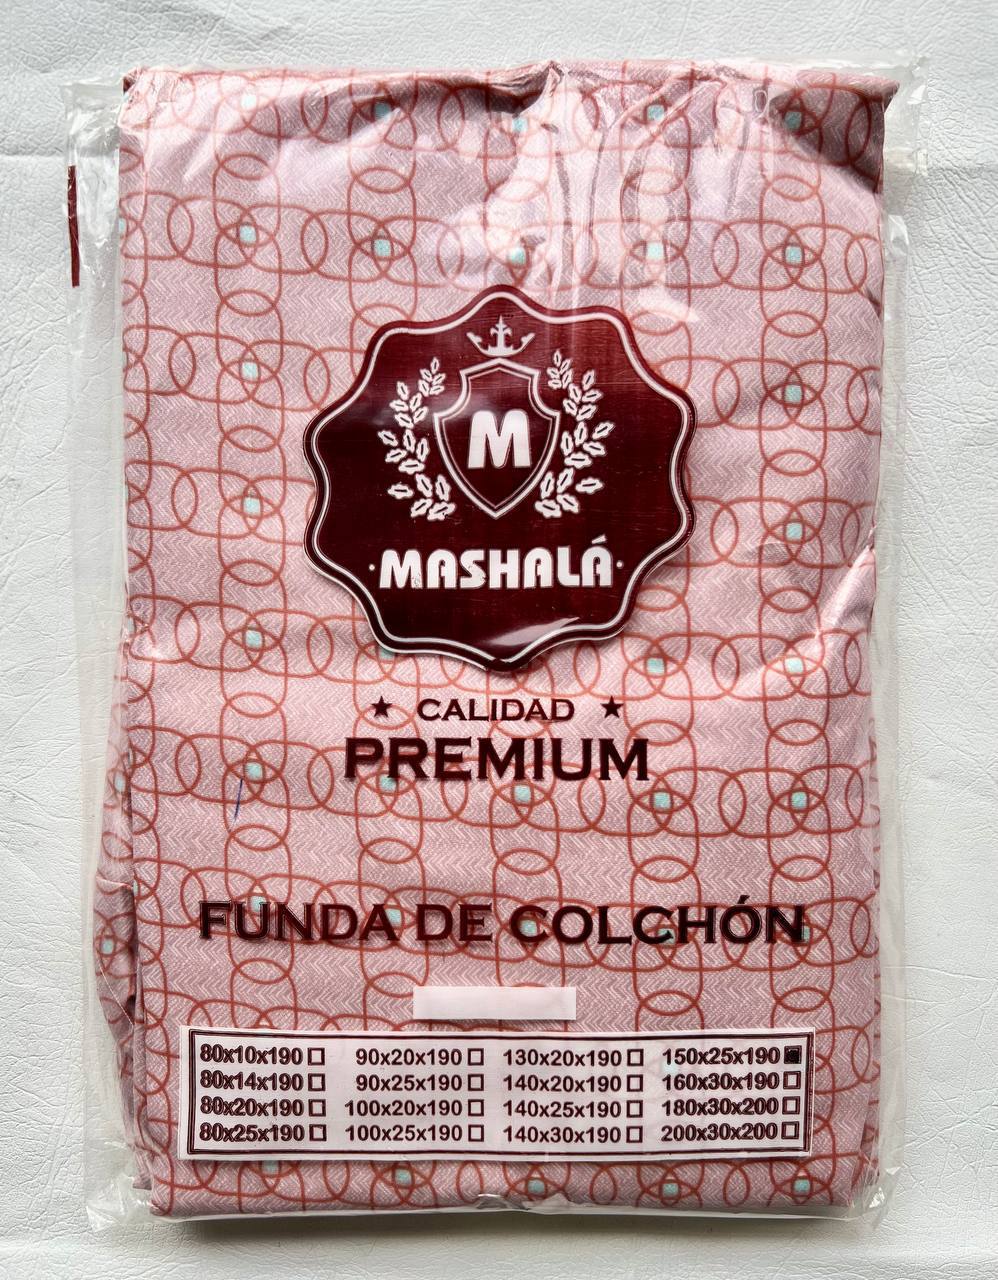 M
·MASHALÁ·
★ CALIDAD ★
PREMIUM
FUNDA DE COLCHÓN
80x10x190 ☐ 90x20x190 ☐ 130x20x190 ☐ 150x25x190 ■
80x14x190 ☐ 90x25x190 ☐ 140x20x190 ☐ 160x30x190 ☐
80x20x190 ☐ 100x20x190 ☐ 140x25x190 ☐ 180x30x200 ☐
80x25x190 ☐ 100x25x190 ☐ 140x30x190 ☐ 200x30x200 ☐